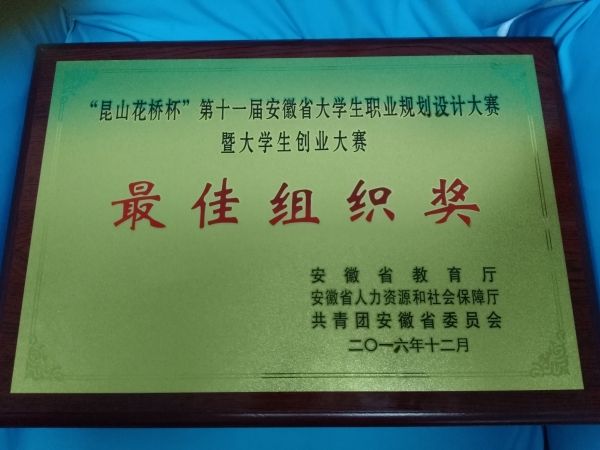 “昆山花桥杯”第十一届安徽省大学生职业规划设计大赛
暨大学生创业大赛
最佳组织奖
安徽省教育厅
安徽省人力资源和社会保障厅
共青团安徽省委员会
二〇一六年十二月